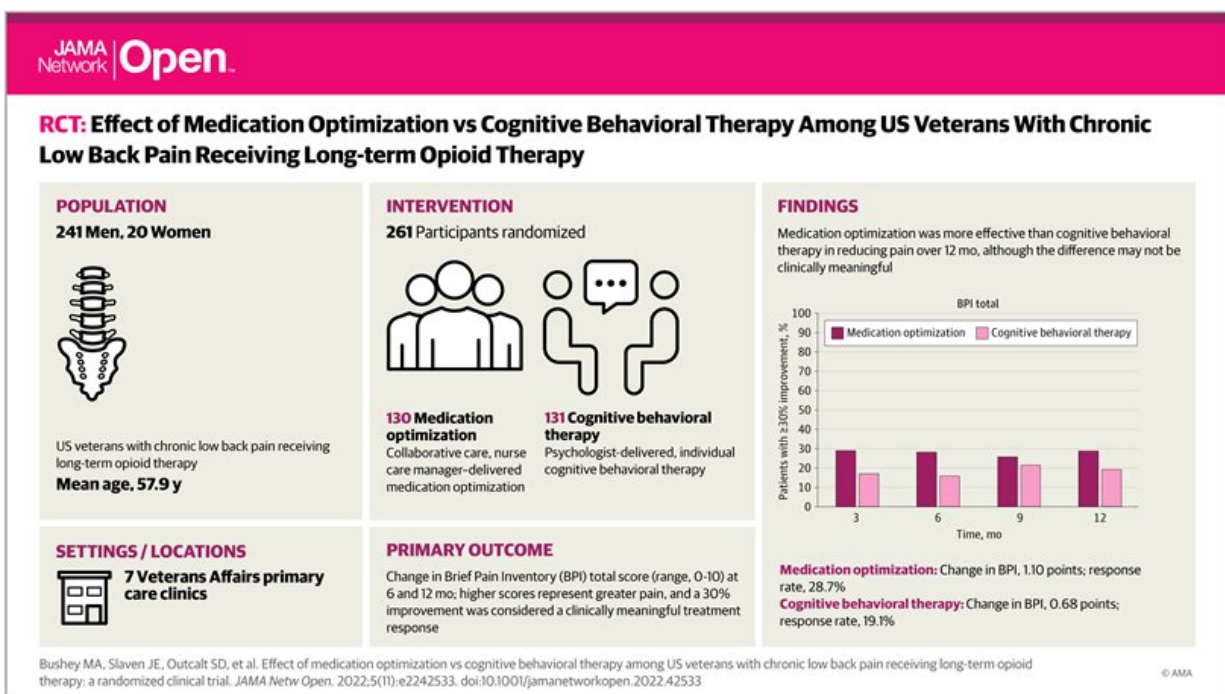 JAMA
Network
Open™
RCT: Effect of Medication Optimization vs Cognitive Behavioral Therapy Among US Veterans With Chronic
Low Back Pain Receiving Long-term Opioid Therapy
POPULATION
241 Men, 20 Women
US veterans with chronic low back pain receiving
long-term opioid therapy
Mean age, 57.9 y
SETTINGS / LOCATIONS
7 Veterans Affairs primary
care clinics
INTERVENTION
261 Participants randomized
130 Medication
optimization
Collaborative care, nurse
care manager–delivered
medication optimization
131 Cognitive behavioral
therapy
Psychologist-delivered, individual
cognitive behavioral therapy
PRIMARY OUTCOME
Change in Brief Pain Inventory (BPI) total score (range, 0-10) at
6 and 12 mo; higher scores represent greater pain, and a 30%
improvement was considered a clinically meaningful treatment
response
FINDINGS
Medication optimization was more effective than cognitive behavioral
therapy in reducing pain over 12 mo, although the difference may not be
clinically meaningful
BPI total
Medication optimization Cognitive behavioral therapy
Patients with ≥30% improvement, %
100
90
80
70
60
50
40
30
20
10
0
3 6 9 12
Time, mo
Medication optimization: Change in BPI, 1.10 points; response
rate, 28.7%
Cognitive behavioral therapy: Change in BPI, 0.68 points;
response rate, 19.1%
Bushey MA, Slaven JE, Outcalt SD, et al. Effect of medication optimization vs cognitive behavioral therapy among US veterans with chronic low back pain receiving long-term opioid
therapy: a randomized clinical trial. JAMA Netw Open. 2022;5(11):e2242533. doi:10.1001/jamanetworkopen.2022.42533
© AMA